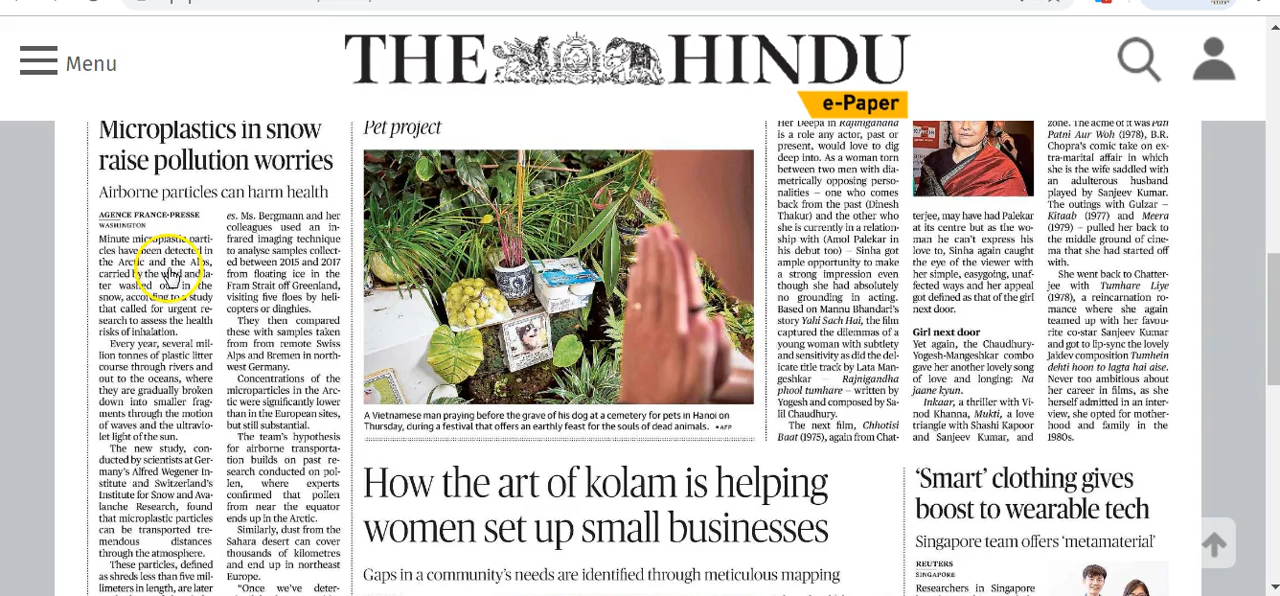 Menu
THE HINDU
e-Paper
Microplastics in snow
raise pollution worries
Airborne particles can harm health
AGENCE FRANCE-PRESSE
WASHINGTON
Minute microplastic parti-
cles have been detected in
the Arctic and the Alps,
carried by the wind and la-
ter washed out in the
snow, according to a study
that called for urgent re-
search to assess the health
risks of inhalation.
Every year, several mil-
lion tonnes of plastic litter
course through rivers and
out to the oceans, where
they are gradually broken
down into smaller frag-
ments through the motion
of waves and the ultravio-
let light of the sun.
The new study, con-
ducted by scientists at Ger-
many's Alfred Wegener In-
stitute and Switzerland's
Institute for Snow and Ava-
lanche Research, found
that microplastic particles
can be transported tre-
mendous distances
through the atmosphere.
These particles, defined
as shreds less than five mil-
limeters in length, are later
es. Ms. Bergmann and her
colleagues used an in-
frared imaging technique
to analyse samples collect-
ed between 2015 and 2017
from floating ice in the
Fram Strait off Greenland,
visiting five floes by heli-
copters or dinghies.
They then compared
these with samples taken
from from remote Swiss
Alps and Bremen in north-
west Germany.
Concentrations of the
microparticles in the Arc-
tic were significantly lower
than in the European sites,
but still substantial.
The team's hypothesis
for airborne transporta-
tion builds on past re-
search conducted on pol-
len, where experts
confirmed that pollen
from near the equator
ends up in the Arctic.
Similarly, dust from the
Sahara desert can cover
thousands of kilometres
and end up in northeast
Europe.
"Once we've deter-
Pet project
A Vietnamese man praying before the grave of his dog at a cemetery for pets in Hanoi on
Thursday, during a festival that offers an earthly feast for the souls of dead animals. •AFP
Her Deepa in Rajinigandha
is a role any actor, past or
present, would love to dig
deep into. As a woman torn
between two men with dia-
metrically opposing perso-
nalities – one who comes
back from the past (Dinesh
Thakur) and the other who
she is currently in a relation-
ship with (Amol Palekar in
his debut too) – Sinha got
ample opportunity to make
a strong impression even
though she had absolutely
no grounding in acting.
Based on Mannu Bhandari's
story Yahi Sach Hai, the film
captured the dilemmas of a
young woman with subtlety
and sensitivity as did the del-
icate title track by Lata Man-
geshkar – Rajnigandha
phool tumhare – written by
Yogesh and composed by Sa-
lil Chaudhury.
The next film, Chhotisi
Baat (1975), again from Chat-
terjee, may have had Palekar
at its centre but as the wo-
man he can't express his
love to, Sinha again caught
the eye of the viewer with
her simple, easygoing, unaf-
fected ways and her appeal
got defined as that of the girl
next door.
Girl next door
Yet again, the Chaudhury-
Yogesh-Mangeshkar combo
gave her another lovely song
of love and longing: Na
jaane kyun.
Inkaar, a thriller with Vi-
nod Khanna, Mukti, a love
triangle with Shashi Kapoor
and Sanjeev Kumar, and
zone. The acme of it was Pati
Patni Aur Woh (1978), B.R.
Chopra's comic take on ex-
tra-marital affair in which
she is the wife saddled with
an adulterous husband
played by Sanjeev Kumar.
The outings with Gulzar –
Kitaab (1977) and Meera
(1979) – pulled her back to
the middle ground of cine-
ma that she had started off
with.
She went back to Chatter-
jee with Tumhare Liye
(1978), a reincarnation ro-
mance where she again
teamed up with her favou-
rite co-star Sanjeev Kumar
and got to lip-sync the lovely
Jaidev composition Tumhein
dehti hoon to lagta hai aise.
Never too ambitious about
her career in films, as she
herself admitted in an inter-
view, she opted for mother-
hood and family in the
1980s.
How the art of kolam is helping
women set up small businesses
Gaps in a community's needs are identified through meticulous mapping
'Smart' clothing gives
boost to wearable tech
Singapore team offers 'metamaterial'
REUTERS
SINGAPORE
Researchers in Singapore